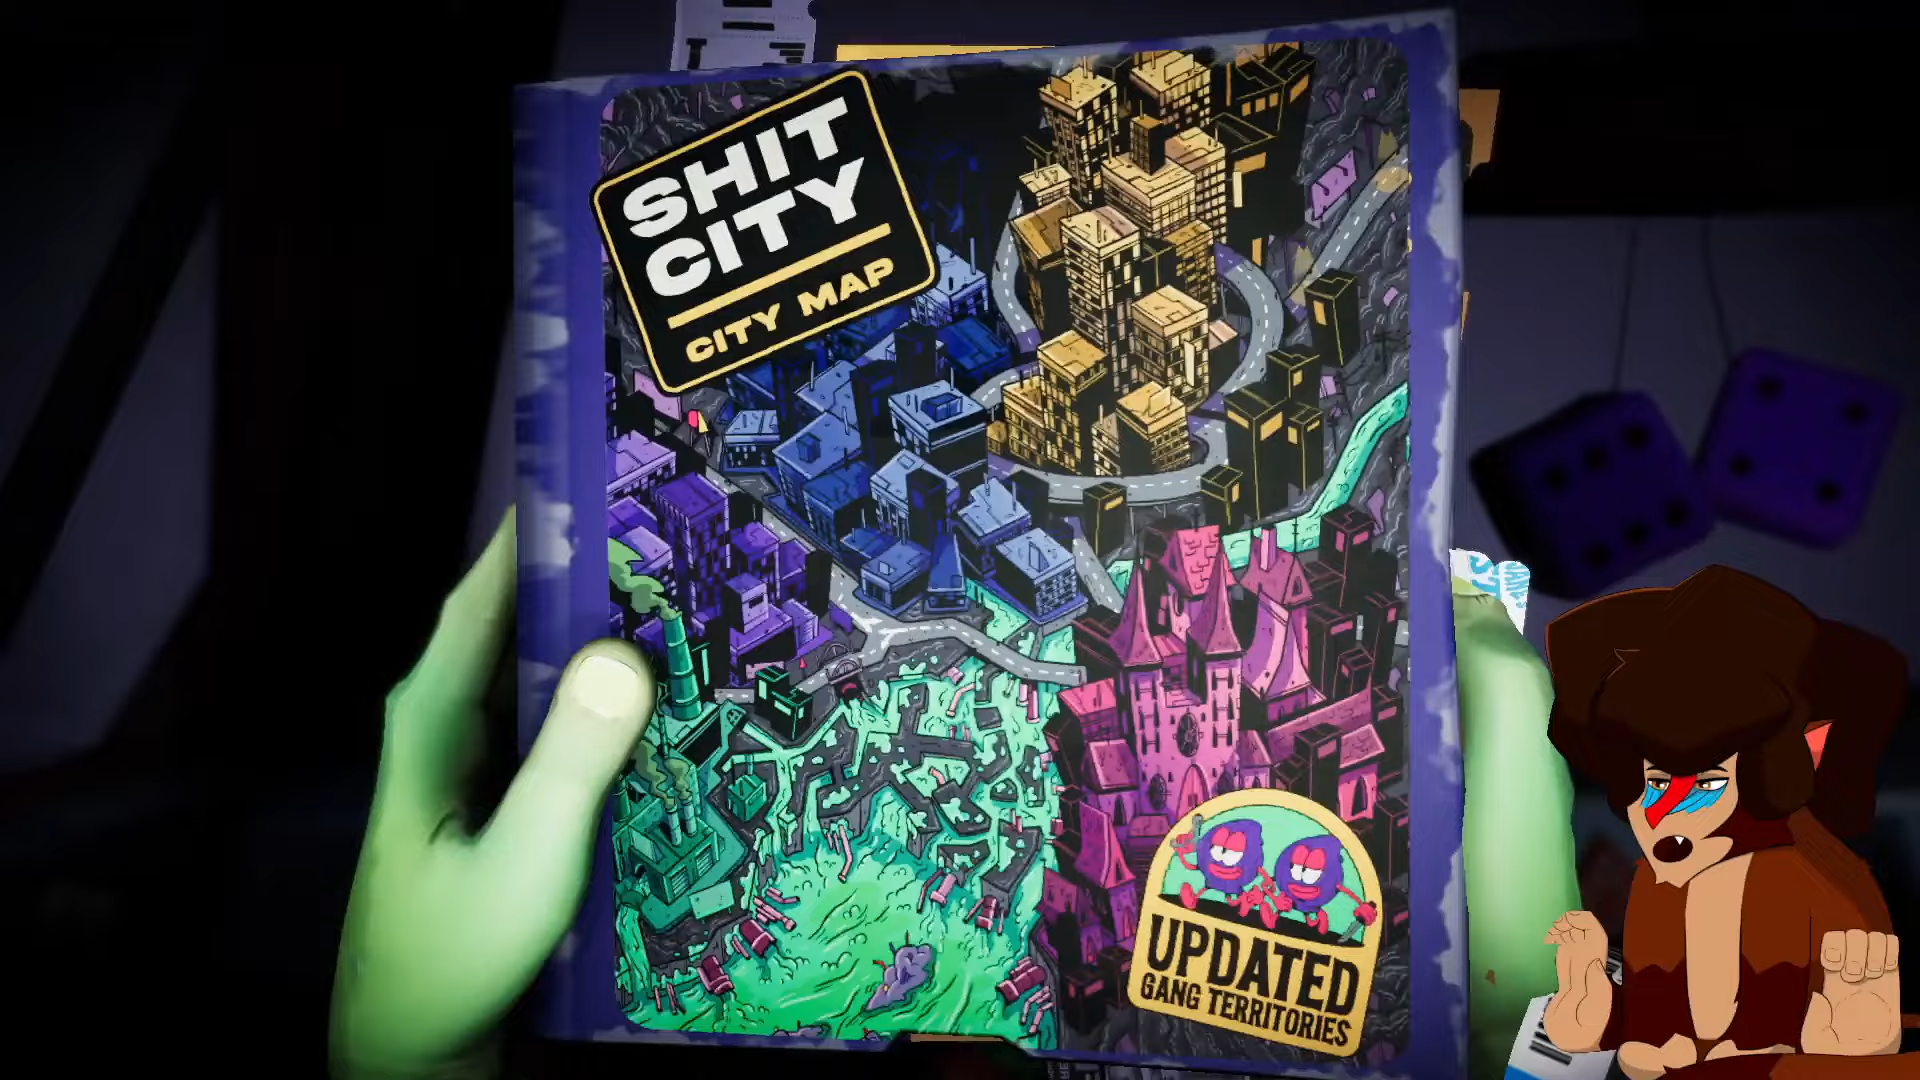 SHIT
CITY
CITY MAP
UPDATED
GANG TERRITORIES